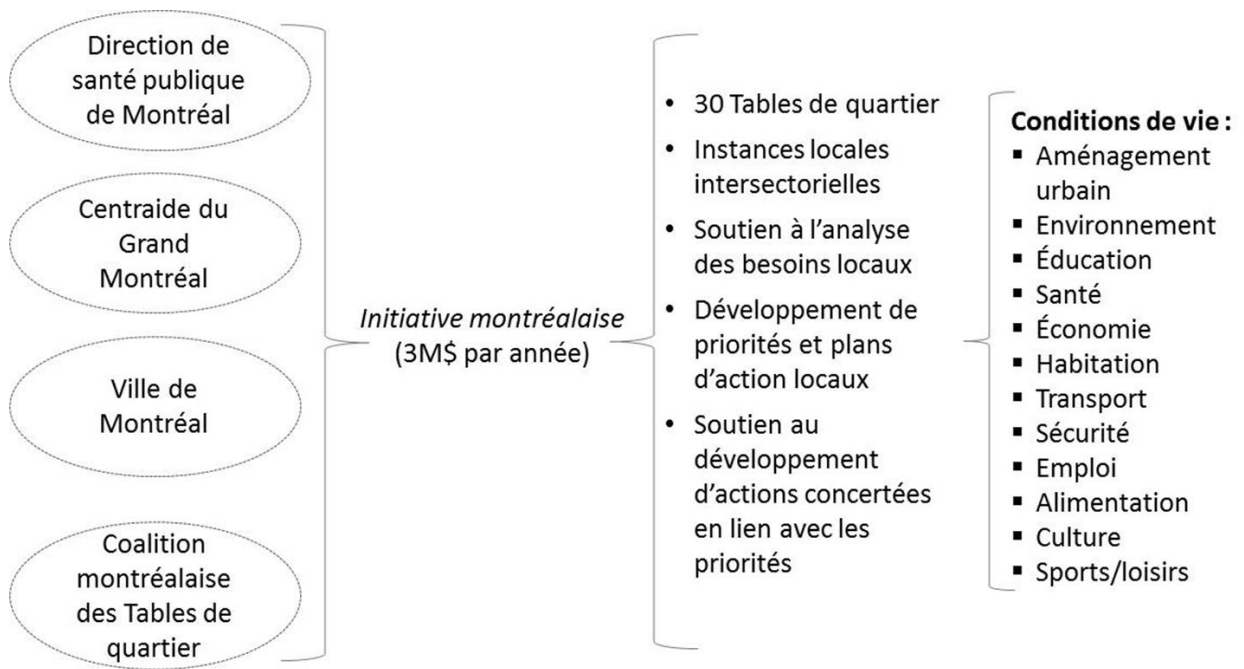 Direction de
santé publique
de Montréal
Centraide du
Grand
Montréal
Ville de
Montréal
Coalition
montréalaise
des Tables de
quartier
Initiative montréalaise
(3M$ par année)
• 30 Tables de quartier
• Instances locales
intersectorielles
• Soutien à l’analyse
des besoins locaux
• Développement de
priorités et plans
d’action locaux
• Soutien au
développement
d’actions concertées
en lien avec les
priorités
Conditions de vie :
▪ Aménagement
urbain
▪ Environnement
▪ Éducation
▪ Santé
▪ Économie
▪ Habitation
▪ Transport
▪ Sécurité
▪ Emploi
▪ Alimentation
▪ Culture
▪ Sports/loisirs